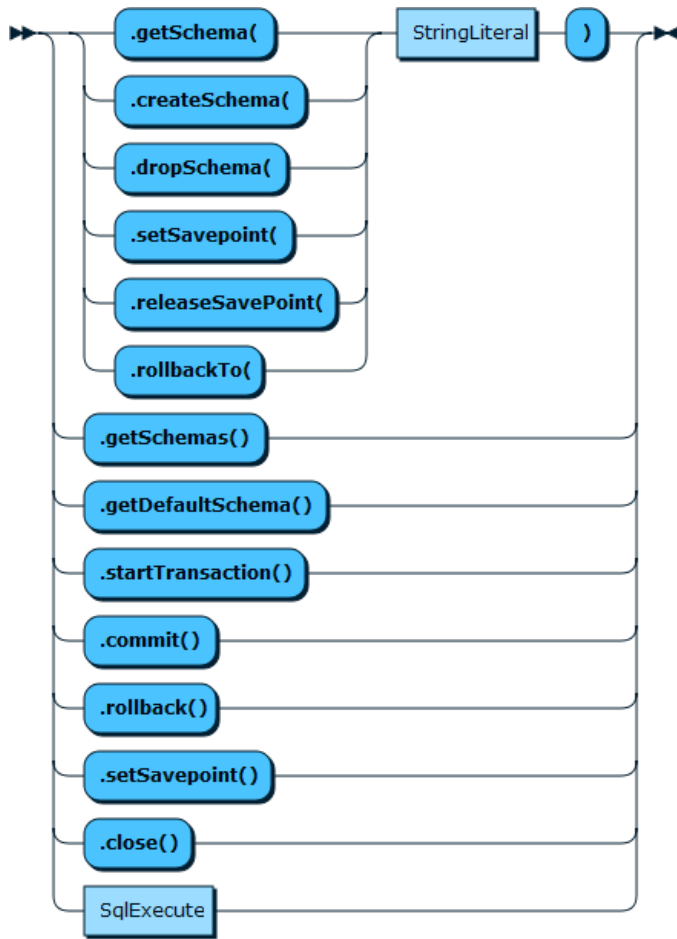 .getSchema( StringLiteral )
.createSchema(
.dropSchema(
.setSavepoint(
.releaseSavePoint(
.rollbackTo(
.getSchemas()
.getDefaultSchema()
.startTransaction()
.commit()
.rollback()
.setSavepoint()
.close()
SqlExecute